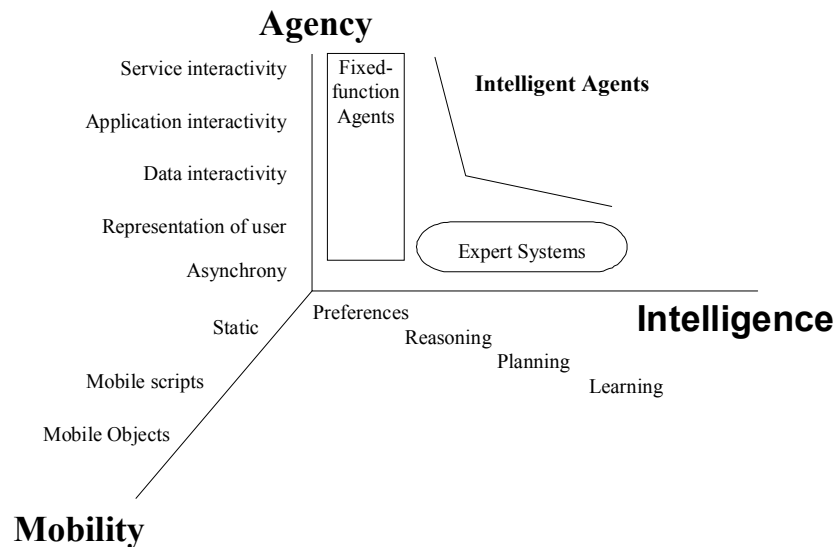 Agency
Service interactivity
Application interactivity
Data interactivity
Representation of user
Asynchrony
Fixed-
function
Agents
Intelligent Agents
Expert Systems
Intelligence
Preferences
Reasoning
Planning
Learning
Static
Mobile scripts
Mobile Objects
Mobility